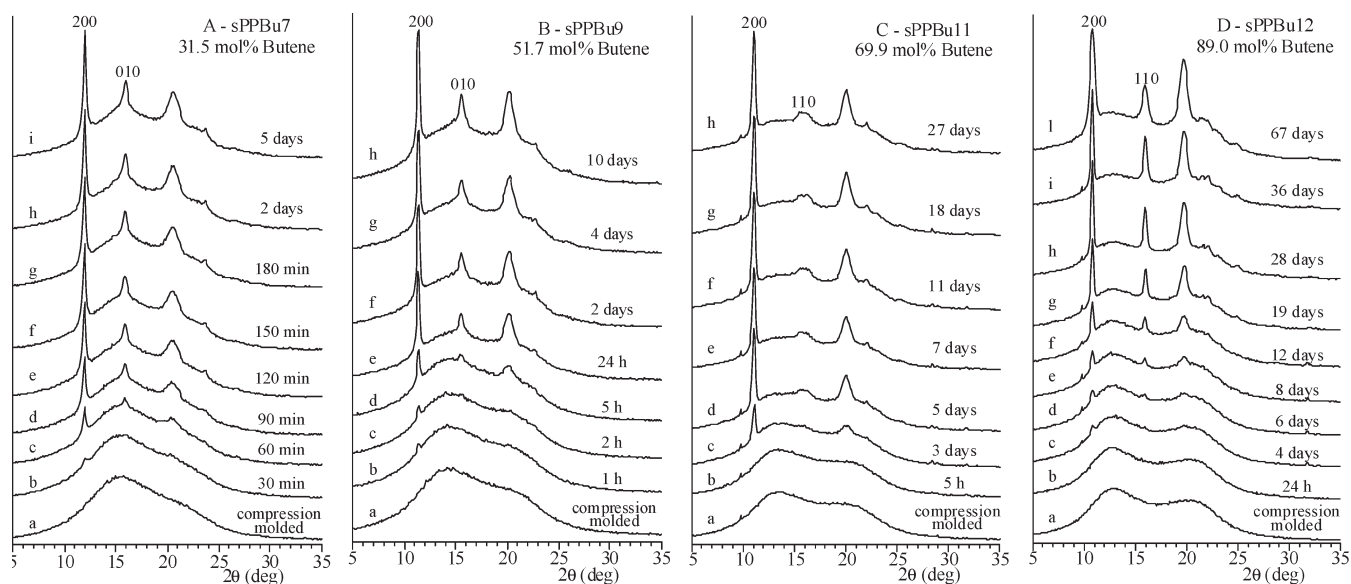 A - sPPBu7
31.5 mol% Butene
200
010
i
5 days
h
2 days
g
180 min
f
150 min
e
120 min
d
90 min
c
60 min
b
30 min
a
compression
molded
5 10 15 20 25 30 35
2θ (deg)
B - sPPBu9
51.7 mol% Butene
200
010
h
10 days
g
4 days
f
2 days
e
24 h
d
5 h
c
2 h
b
1 h
a
compression
molded
5 10 15 20 25 30 35
2θ (deg)
C - sPPBu11
69.9 mol% Butene
200
110
h
27 days
g
18 days
f
11 days
e
7 days
d
5 days
c
3 days
b
5 h
a
compression
molded
5 10 15 20 25 30 35
2θ (deg)
D - sPPBu12
89.0 mol% Butene
200
110
l
67 days
i
36 days
h
28 days
g
19 days
f
12 days
e
8 days
d
6 days
c
4 days
b
24 h
a
compression
molded
5 10 15 20 25 30 35
2θ (deg)